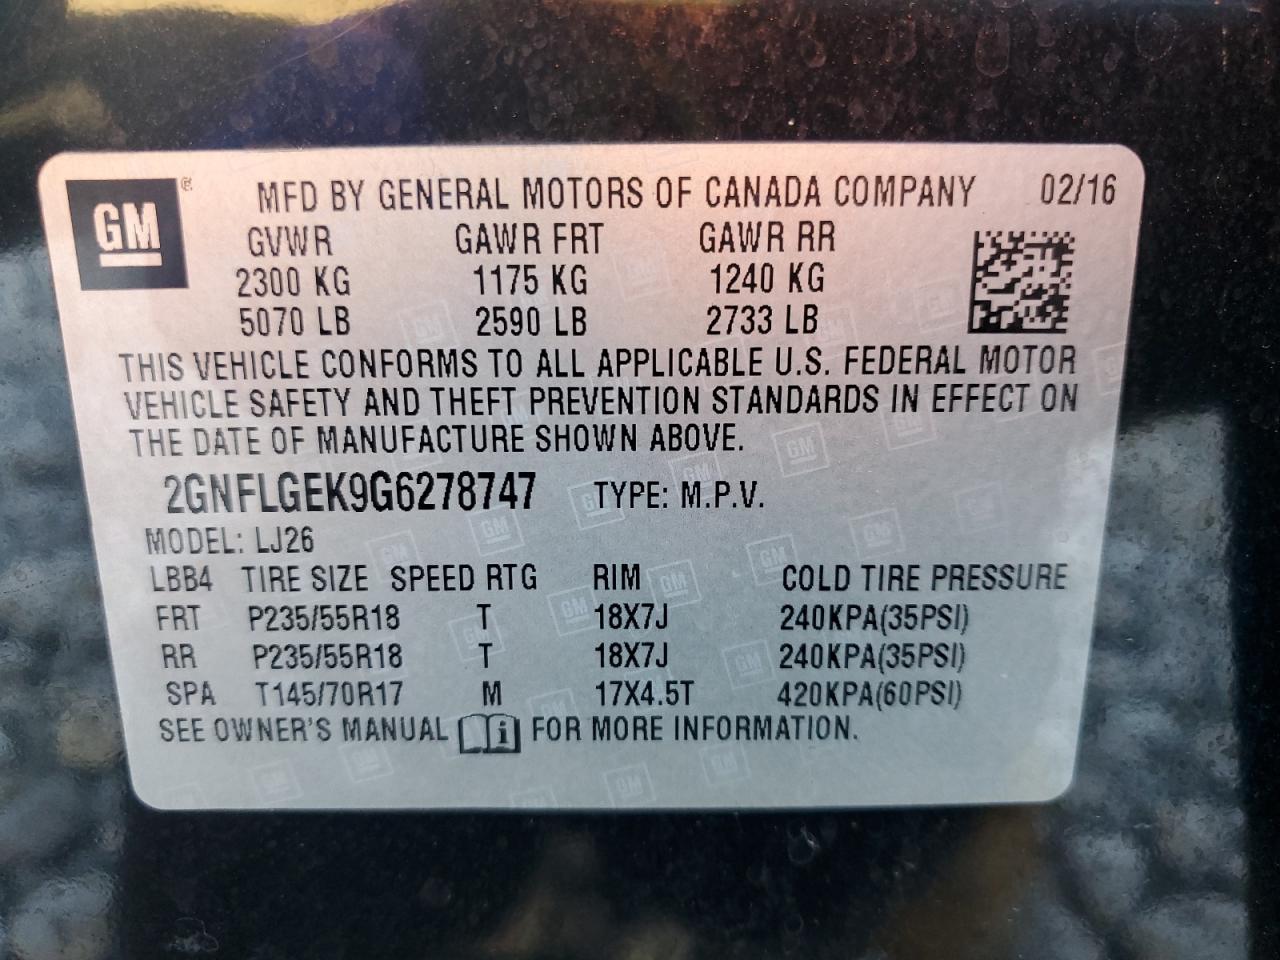 GM ® MFD BY GENERAL MOTORS OF CANADA COMPANY 02/16
GVWR GAWR FRT GAWR RR
2300 KG 1175 KG 1240 KG
5070 LB 2590 LB 2733 LB
THIS VEHICLE CONFORMS TO ALL APPLICABLE U.S. FEDERAL MOTOR
VEHICLE SAFETY AND THEFT PREVENTION STANDARDS IN EFFECT ON
THE DATE OF MANUFACTURE SHOWN ABOVE.
2GNFLGEK9G6278747 TYPE: M.P.V.
MODEL: LJ26
LBB4 TIRE SIZE SPEED RTG RIM COLD TIRE PRESSURE
FRT P235/55R18 T 18X7J 240KPA(35PSI)
RR P235/55R18 T 18X7J 240KPA(35PSI)
SPA T145/70R17 M 17X4.5T 420KPA(60PSI)
SEE OWNER'S MANUAL i FOR MORE INFORMATION.